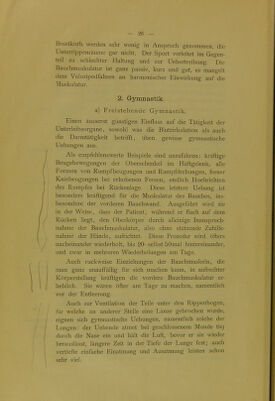 — 26 —
Brustkorb werden sehr wenig in Anspruch genommen, die
Unterrippenräume gar nicht. Der Sport verleitet im Gegen-
teil zu schlechter Haltung und zur Uebertreibung. Die
Bauchmuskulatur ist ganz passiv, kurz und gut, es mangelt
dem Velozipedfahren an harmonischer Einwirkung auf die
Muskulatur.
2. Gymnastik.
a) Freistehende Gymnastik.
Einen äusserst günstigen Einfluss auf die Tätigkeit der
Unterleibsorgane, sowohl was die Blutzirkulation als auch
die Darmtätigkeit betrifft, üben gewisse gymnastische
Uebungen aus.
Als empfehlenswerte Beispiele sind anzuführen: kräftige
Beugebewegungen der Oberschenkel im Hüftgelenk, alle
Formen von Rumpfbeugungen und Rumpfdrehungen, ferner
Kniebeugungen bei erhobenen Fersen, endlich Hochrichten
des Rumpfes bei Rückenlage. Diese letztere Uebung ist
besonders kräftigend für die Muskulatur des Bauches, ins-
besondere der vorderen Bauchwand. Ausgeführt wird sie
in der Weise, dass der Patient, während er flach auf dem
Rücken liegt, den Oberkörper durch alleinige Inanspruch-
nahme der Bauchmuskulatur, also ohne stützende Zuhilfe-
nahme der Hände, aufrichtet. Diese Prozedur wird öfters
nacheinander wiederholt, bis 20- selbst 50mal hintereinander,
und zwar in mehreren Wiederholungen am Tage.
Auch ruckweise Einziehungen der Bauchmuskeln, die
man ganz unauffällig für sich machen kann, in aufrechter
Körperstellung kräftigen die vordere Bauchmuskulatur er-
heblich. Sie wären öfter am Tage zu machen, namentlich
vor der Entleerung.
Auch zur Ventilation der Teile unter den Rippenbogen,
für welche an anderer Stelle eine Lanze gebrochen wurde,
eignen sich gymnastische Uebungen, namentlich solche der
Lungen: der Uebende atmet bei geschlossenem Munde tief
durch die Nase ein und hält die Luft, bevor er sie wieder
herauslässt, längere Zeit in der Tiefe der Lunge fest; auch
vertiefte einfache Einatmung und Ausatmung leisten schon
sehr viel.